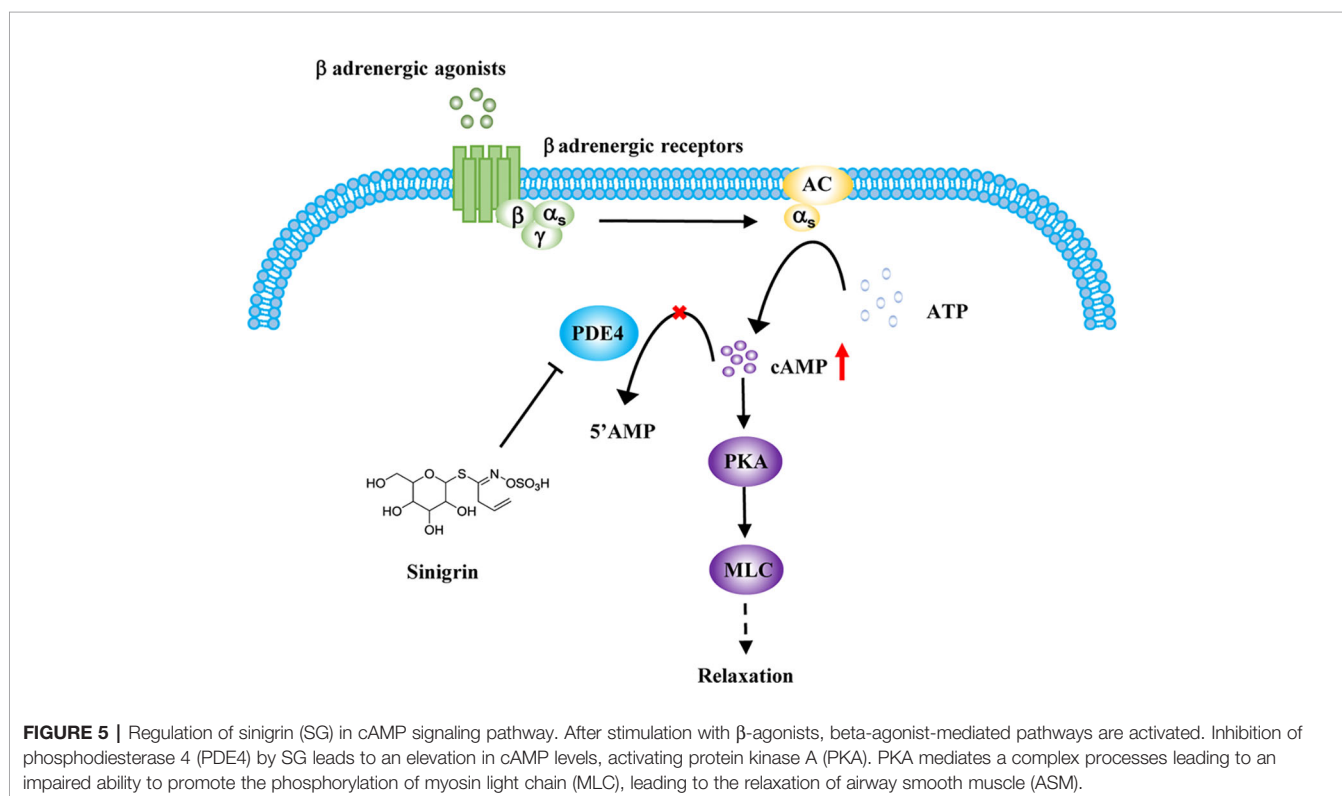 β adrenergic agonists
β adrenergic receptors
AC
β
αs
γ
αs
ATP
PDE4
cAMP
5’AMP
PKA
HO
O
S
N
OSO3H
HO
OH
OH
MLC
Sinigrin
Relaxation
FIGURE 5 | Regulation of sinigrin (SG) in cAMP signaling pathway. After stimulation with β-agonists, beta-agonist-mediated pathways are activated. Inhibition of
phosphodiesterase 4 (PDE4) by SG leads to an elevation in cAMP levels, activating protein kinase A (PKA). PKA mediates a complex processes leading to an
impaired ability to promote the phosphorylation of myosin light chain (MLC), leading to the relaxation of airway smooth muscle (ASM).